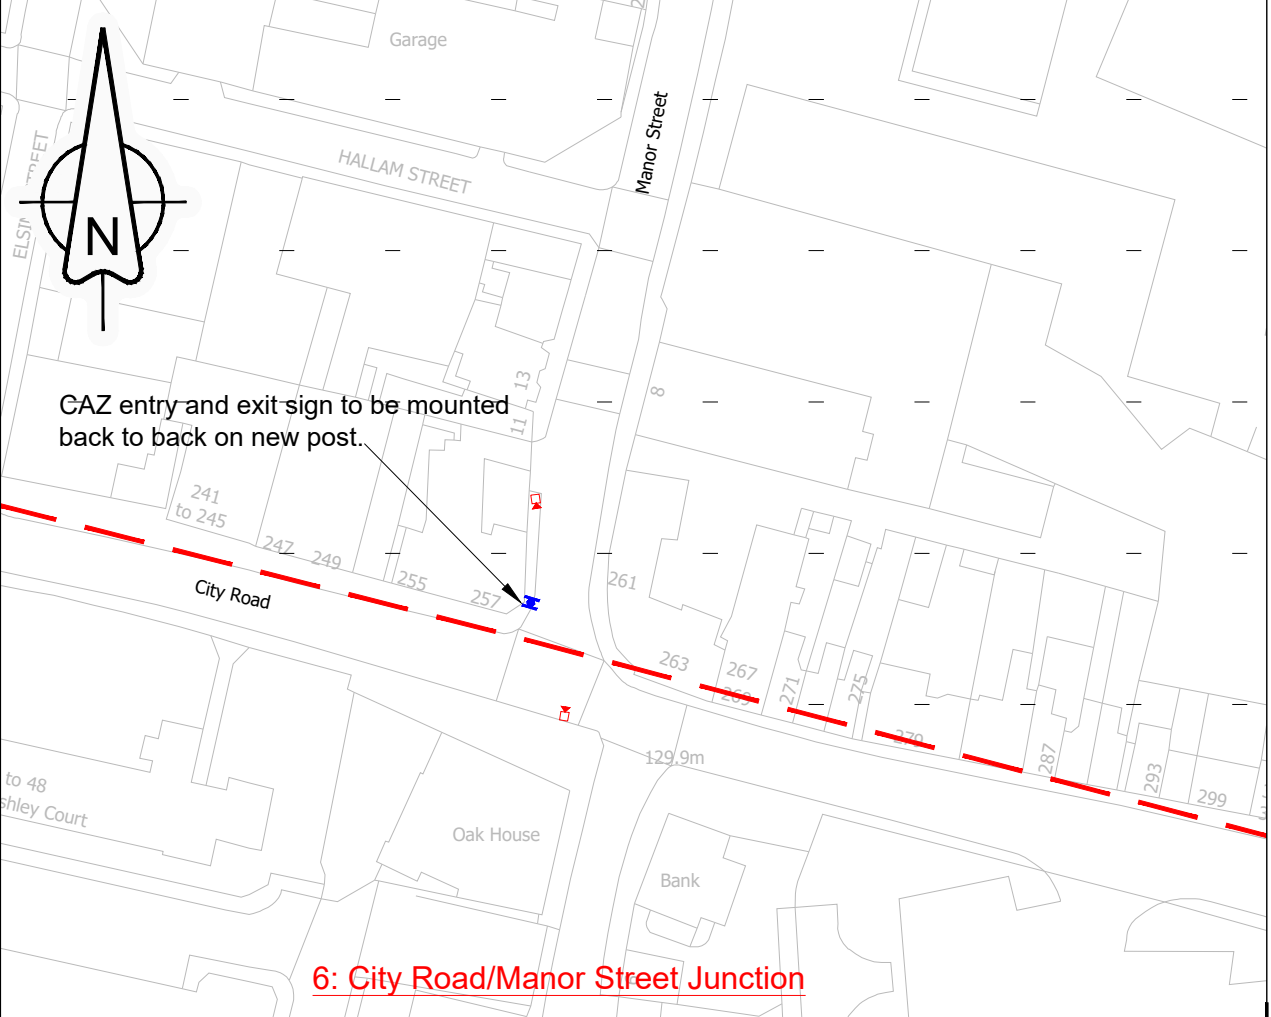 Garage
Manor Street
HALLAM STREET
N
13
11
8
CAZ entry and exit sign to be mounted
back to back on new post.
241
to 245
247
249
255
257
City Road
261
263
267
269
271
275
279
287
293
299
129.9m
to 48
shley Court
Oak House
Bank
6: City Road/Manor Street Junction